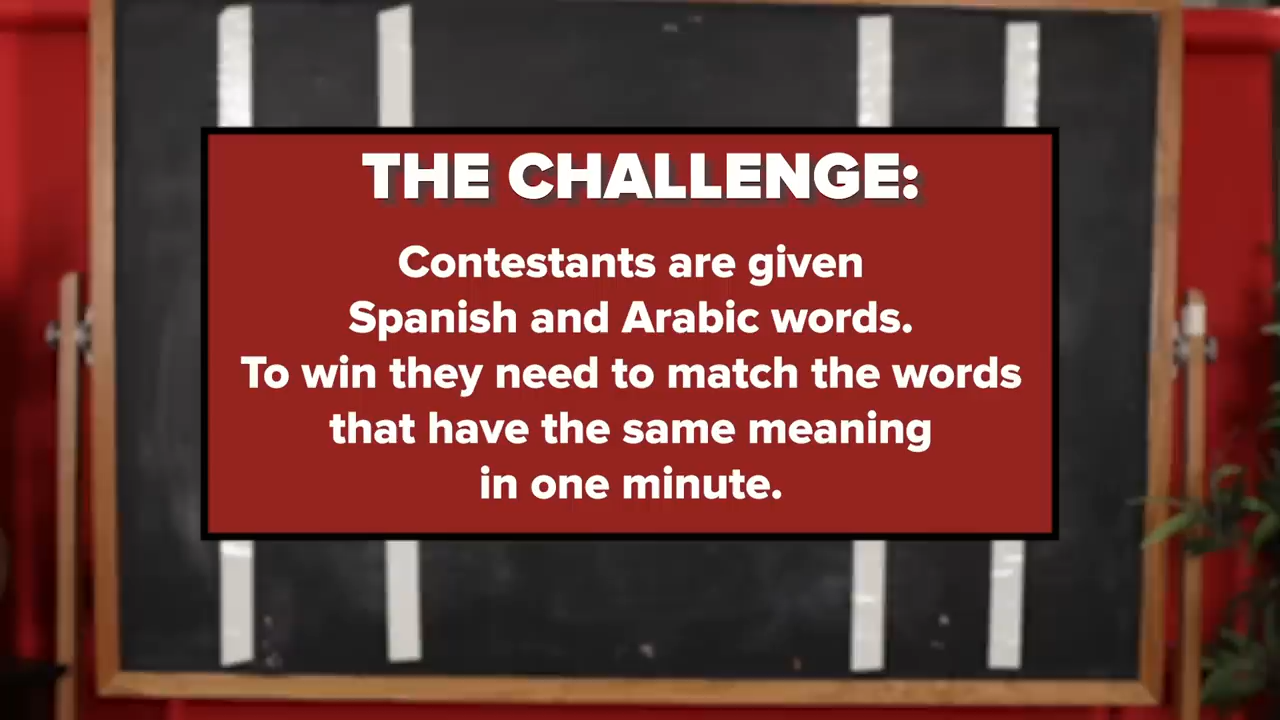 THE CHALLENGE:
Contestants are given
Spanish and Arabic words.
To win they need to match the words
that have the same meaning
in one minute.